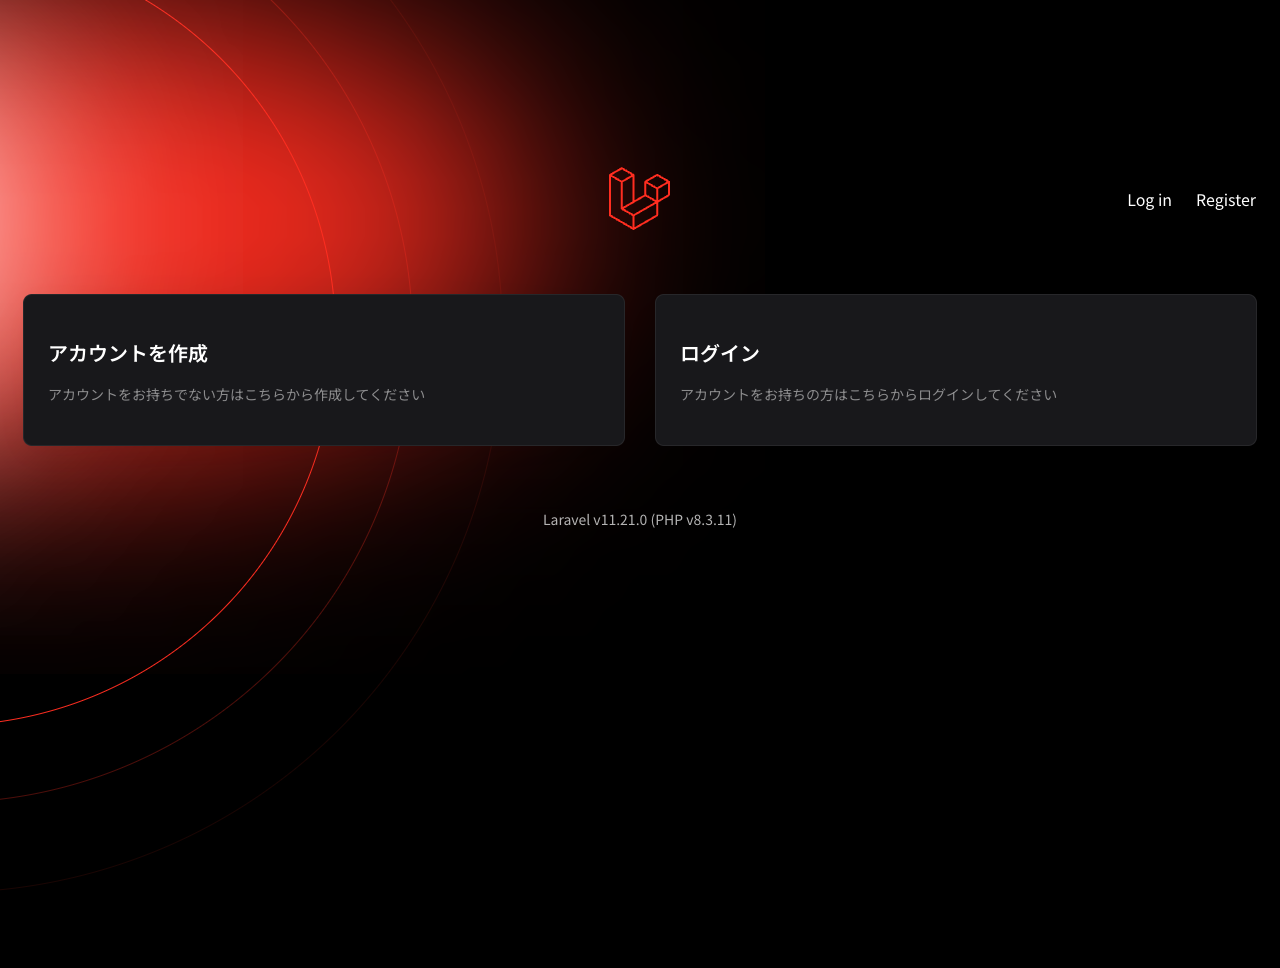 Log in
Register
アカウントを作成
アカウントをお持ちでない方はこちらから作成してください
ログイン
アカウントをお持ちの方はこちらからログインしてください
Laravel v11.21.0 (PHP v8.3.11)